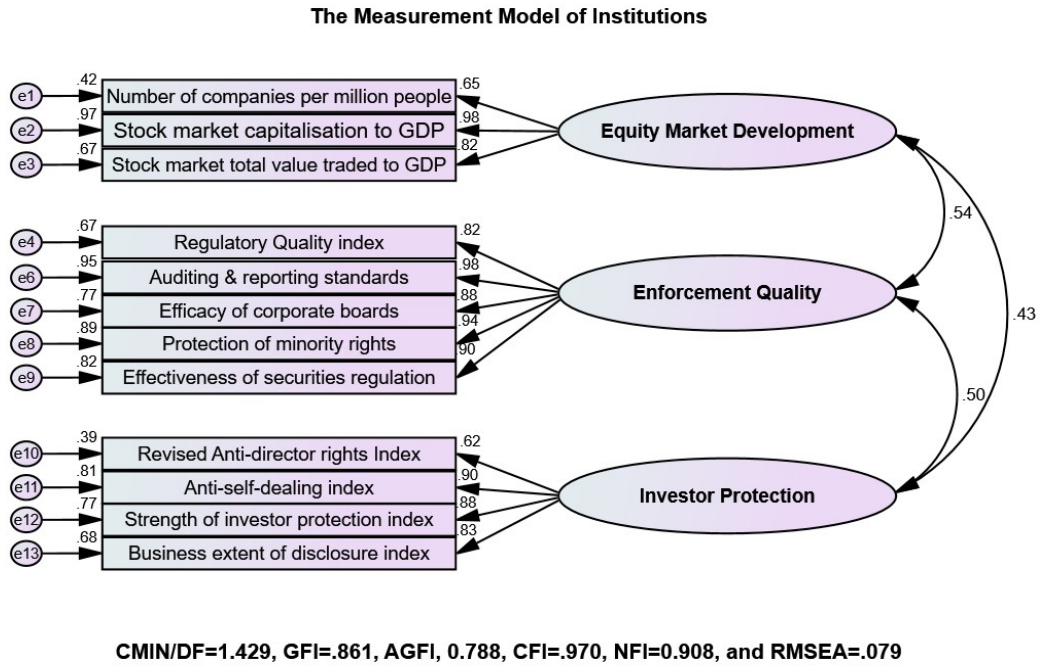 The Measurement Model of Institutions
.42
e1
Number of companies per million people
.65
.97
e2
Stock market capitalisation to GDP
.98
.67
e3
Stock market total value traded to GDP
.82
Equity Market Development
.67
e4
Regulatory Quality index
.82
.95
e6
Auditing & reporting standards
.98
.77
e7
Efficacy of corporate boards
.88
.89
e8
Protection of minority rights
.94
.82
e9
Effectiveness of securities regulation
.90
Enforcement Quality
.54
.43
.50
.39
e10
Revised Anti-director rights Index
.62
.81
e11
Anti-self-dealing index
.90
.77
e12
Strength of investor protection index
.88
.68
e13
Business extent of disclosure index
.83
Investor Protection
CMIN/DF=1.429, GFI=.861, AGFI, 0.788, CFI=.970, NFI=0.908, and RMSEA=.079